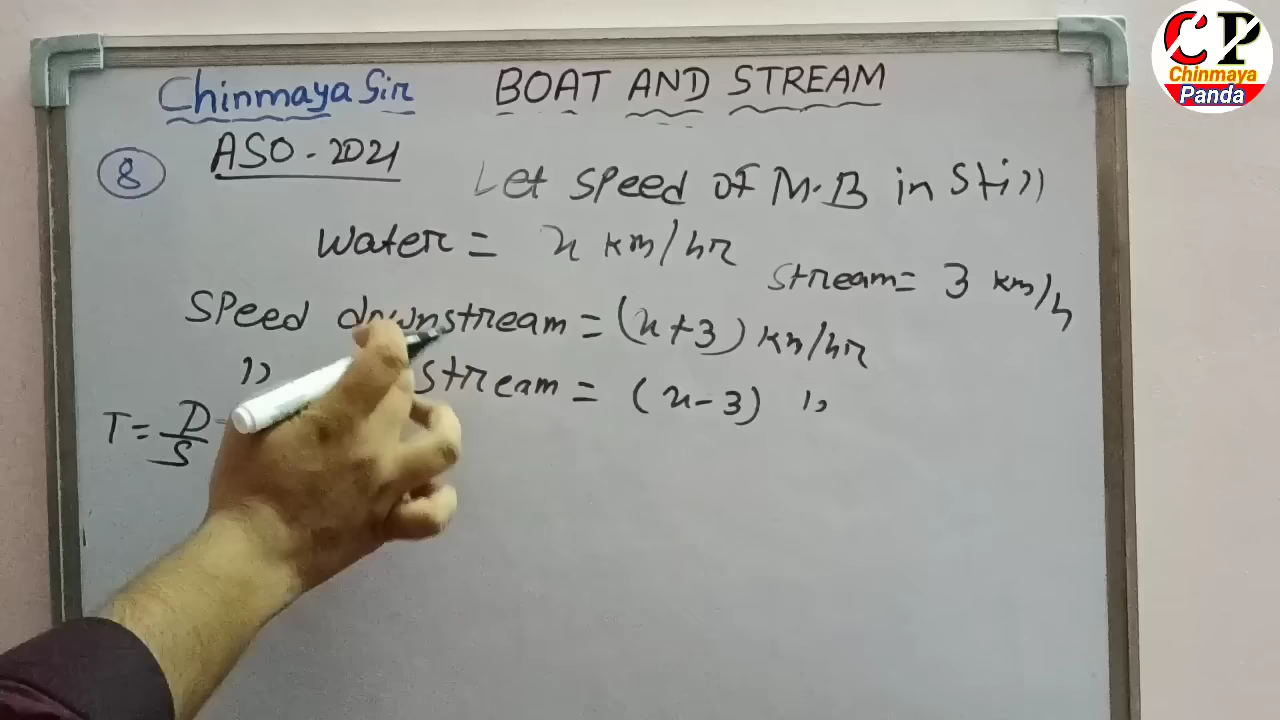 CP
Chinmaya
Panda
Chinmaya Sir BOAT AND STREAM
8 ASO - 2021
Let speed of M.B in still
water = x km/hr
stream = 3 km/h
Speed downstream = (x+3) km/hr
,, stream = (x-3) ,,
T = D/S